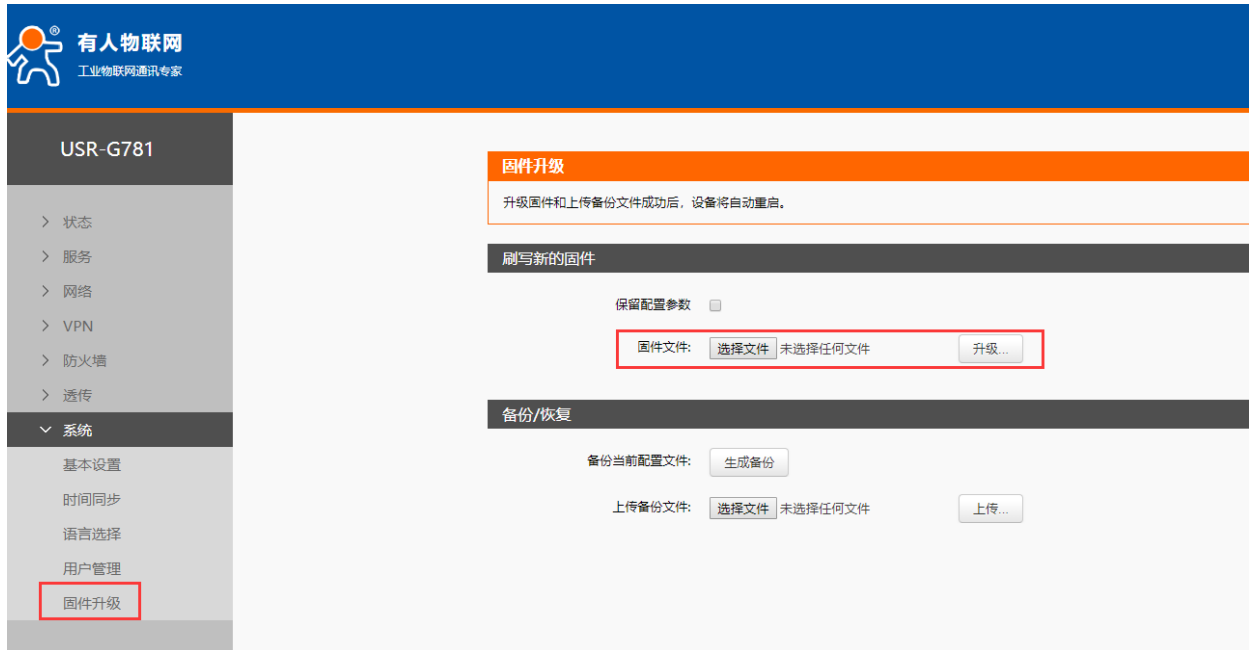 ®
有人物联网
工业物联网通讯专家
USR-G781
状态
服务
网络
VPN
防火墙
透传
系统
基本设置
时间同步
语言选择
用户管理
固件升级
固件升级
升级固件和上传备份文件成功后，设备将自动重启。
刷写新的固件
保留配置参数
固件文件: 选择文件 未选择任何文件 升级...
备份/恢复
备份当前配置文件: 生成备份
上传备份文件: 选择文件 未选择任何文件 上传...